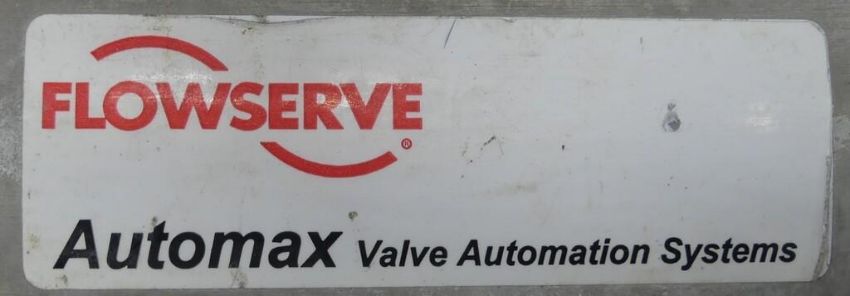 FLOWSERVE®
Automax Valve Automation Systems